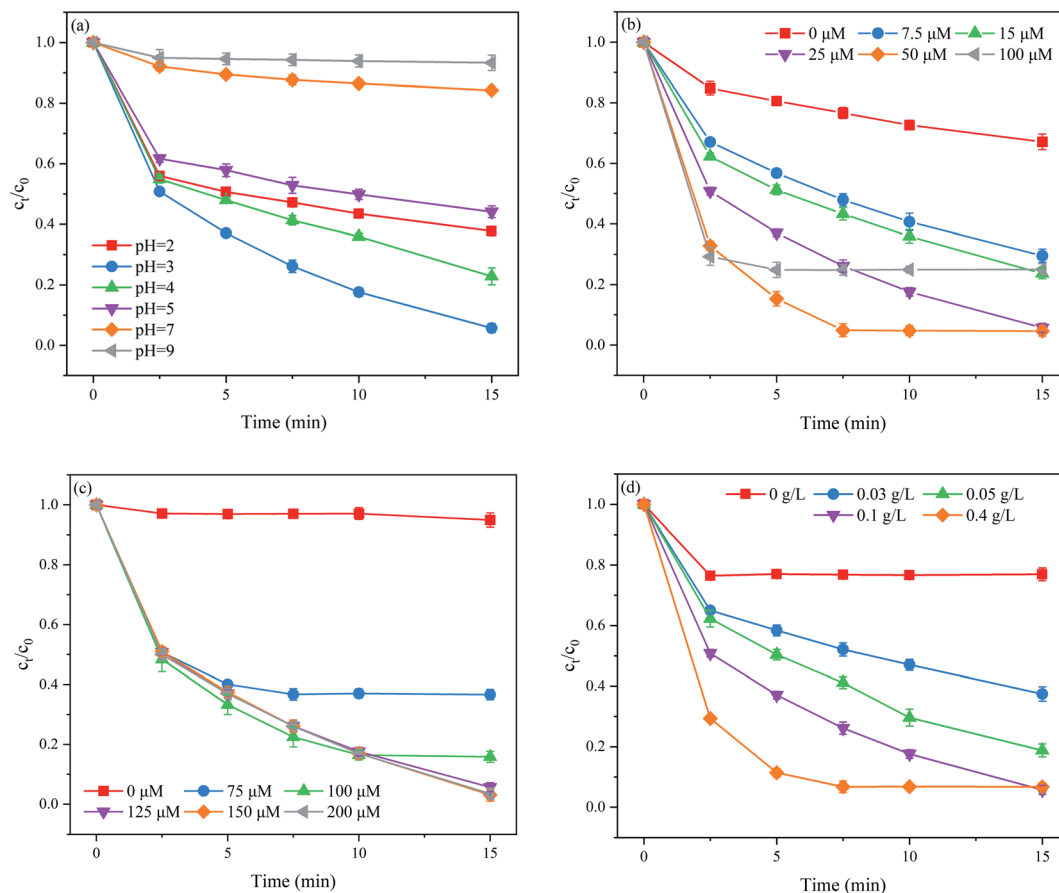 (a)
1.0
0.8
0.6
0.4
0.2
0.0
cₜ/c₀
pH=2
pH=3
pH=4
pH=5
pH=7
pH=9
0 5 10 15
Time (min)
(b)
0 μM 7.5 μM 15 μM
25 μM 50 μM 100 μM
1.0
0.8
0.6
0.4
0.2
0.0
cₜ/c₀
0 5 10 15
Time (min)
(c)
1.0
0.8
0.6
0.4
0.2
0.0
cₜ/c₀
0 μM 75 μM 100 μM
125 μM 150 μM 200 μM
0 5 10 15
Time (min)
(d)
0 g/L 0.03 g/L 0.05 g/L
0.1 g/L 0.4 g/L
1.0
0.8
0.6
0.4
0.2
0.0
cₜ/c₀
0 5 10 15
Time (min)